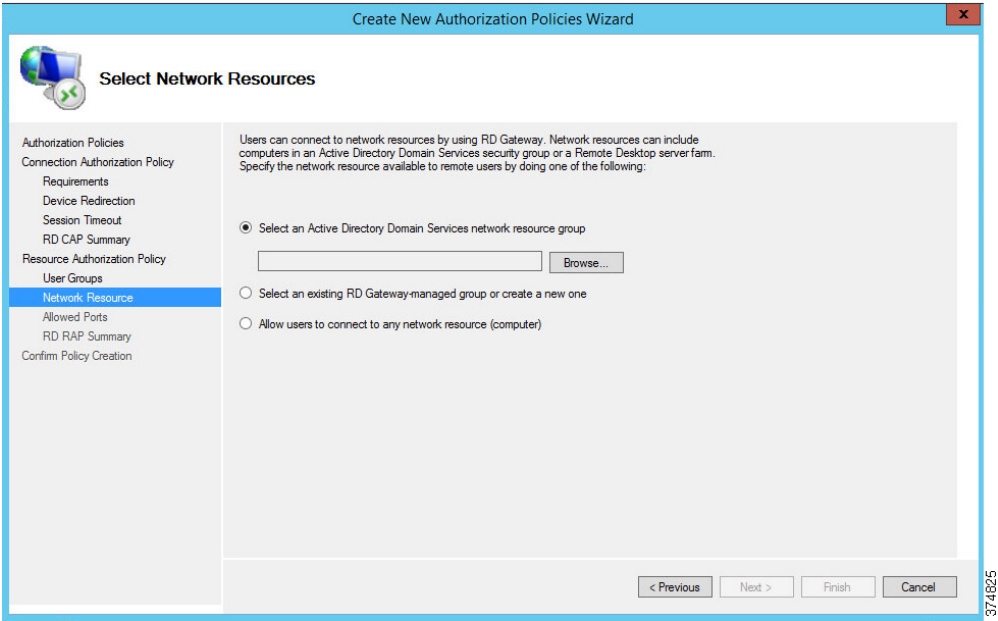 Create New Authorization Policies Wizard
x
Select Network Resources
Authorization Policies
Connection Authorization Policy
Requirements
Device Redirection
Session Timeout
RD CAP Summary
Resource Authorization Policy
User Groups
Network Resource
Allowed Ports
RD RAP Summary
Confirm Policy Creation
Users can connect to network resources by using RD Gateway. Network resources can include
computers in an Active Directory Domain Services security group or a Remote Desktop server farm.
Specify the network resource available to remote users by doing one of the following:
Select an Active Directory Domain Services network resource group
Browse...
Select an existing RD Gateway-managed group or create a new one
Allow users to connect to any network resource (computer)
< Previous
Next >
Finish
Cancel
374825